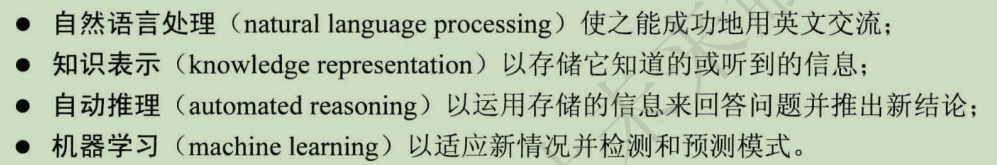 ● 自然语言处理（natural language processing）使之能成功地用英文交流；
● 知识表示（knowledge representation）以存储它知道的或听到的信息；
● 自动推理（automated reasoning）以运用存储的信息来回答问题并推出新结论；
● 机器学习（machine learning）以适应新情况并检测和预测模式。